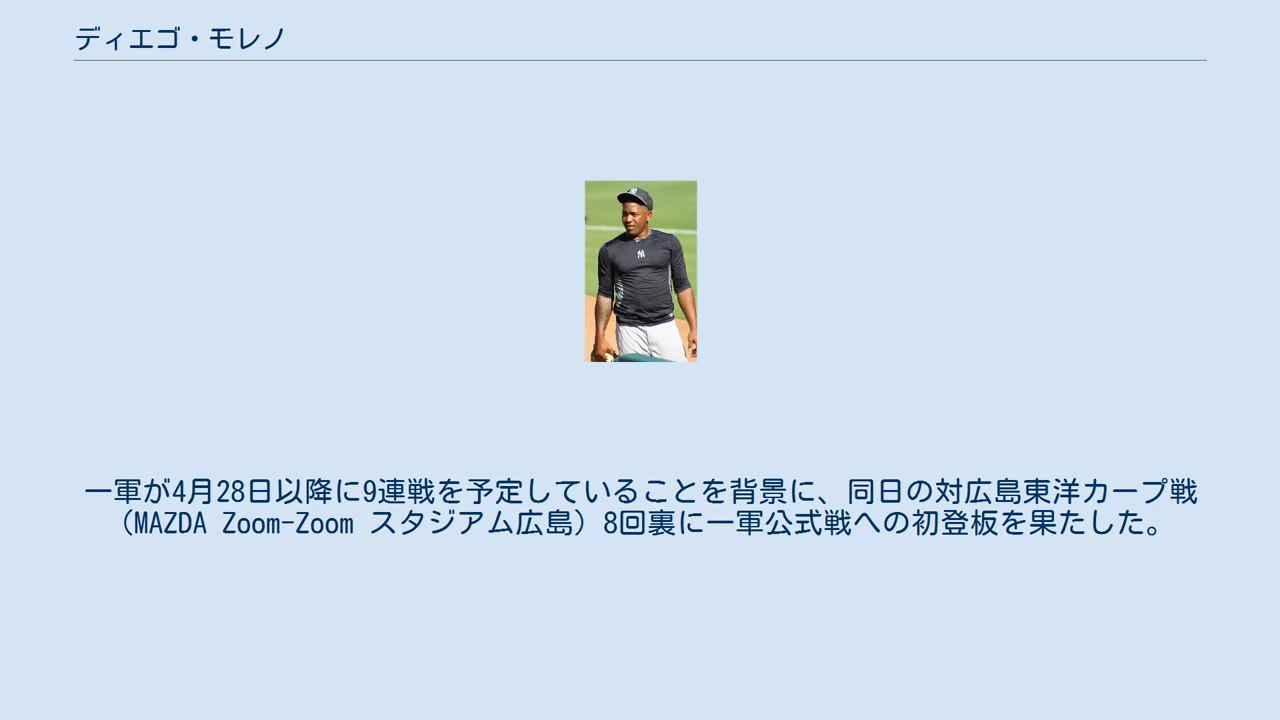 ディエゴ・モレノ
一軍が4月28日以降に9連戦を予定していることを背景に、同日の対広島東洋カープ戦
（MAZDA Zoom-Zoom スタジアム広島）8回裏に一軍公式戦への初登板を果たした。